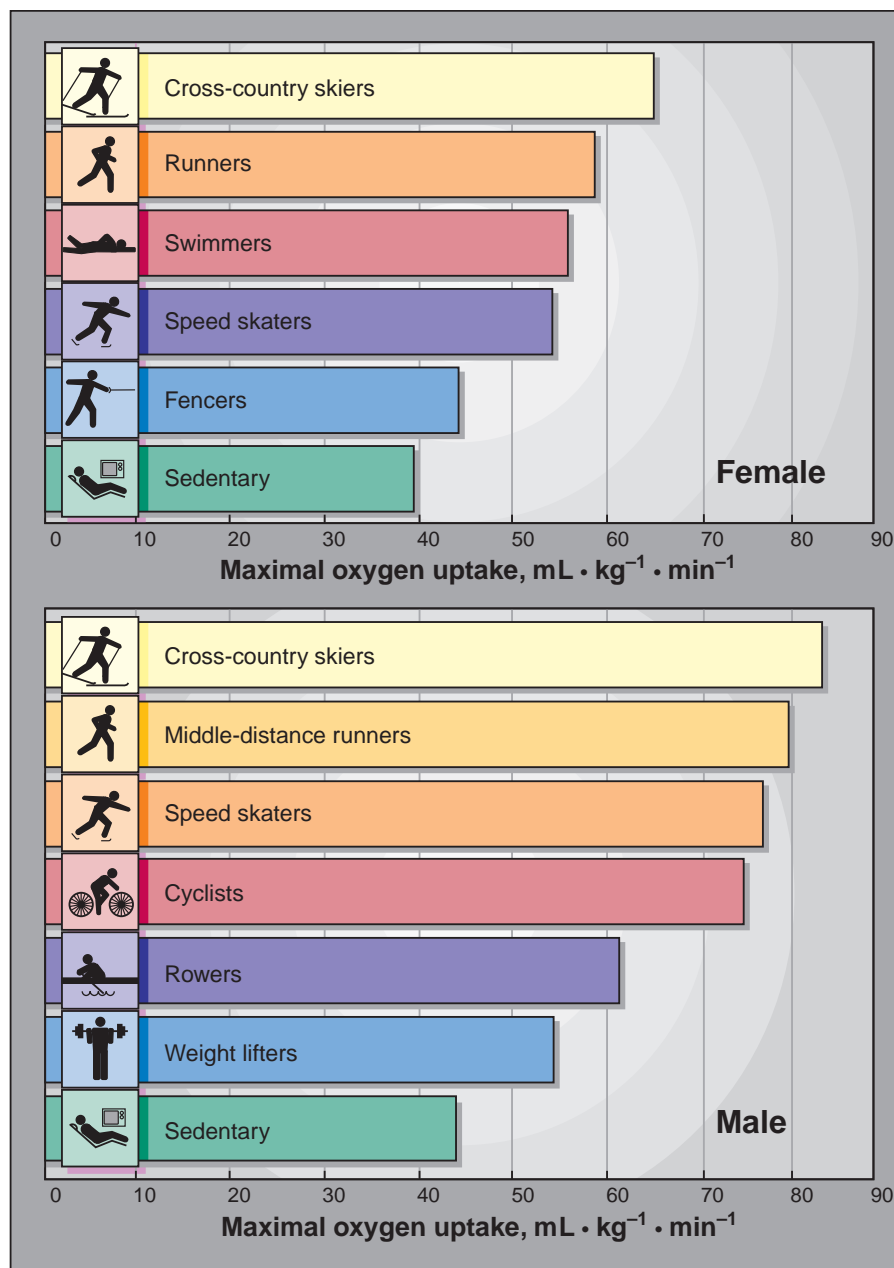 Cross-country skiers
Runners
Swimmers
Speed skaters
Fencers
Sedentary
Female
0 10 20 30 40 50 60 70 80 90
Maximal oxygen uptake, mL • kg⁻¹ • min⁻¹
Cross-country skiers
Middle-distance runners
Speed skaters
Cyclists
Rowers
Weight lifters
Sedentary
Male
0 10 20 30 40 50 60 70 80 90
Maximal oxygen uptake, mL • kg⁻¹ • min⁻¹